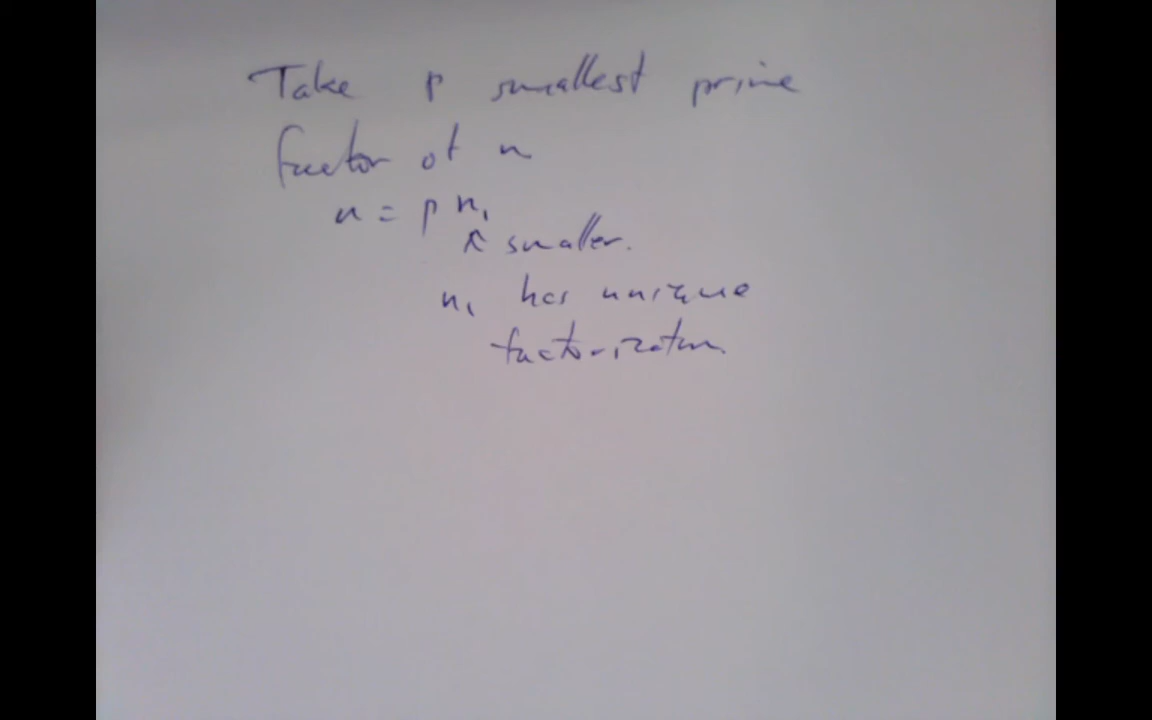 Take p smallest prime
factor of n
n = p n₁
↖ smaller.
n₁ has unique
factorization.